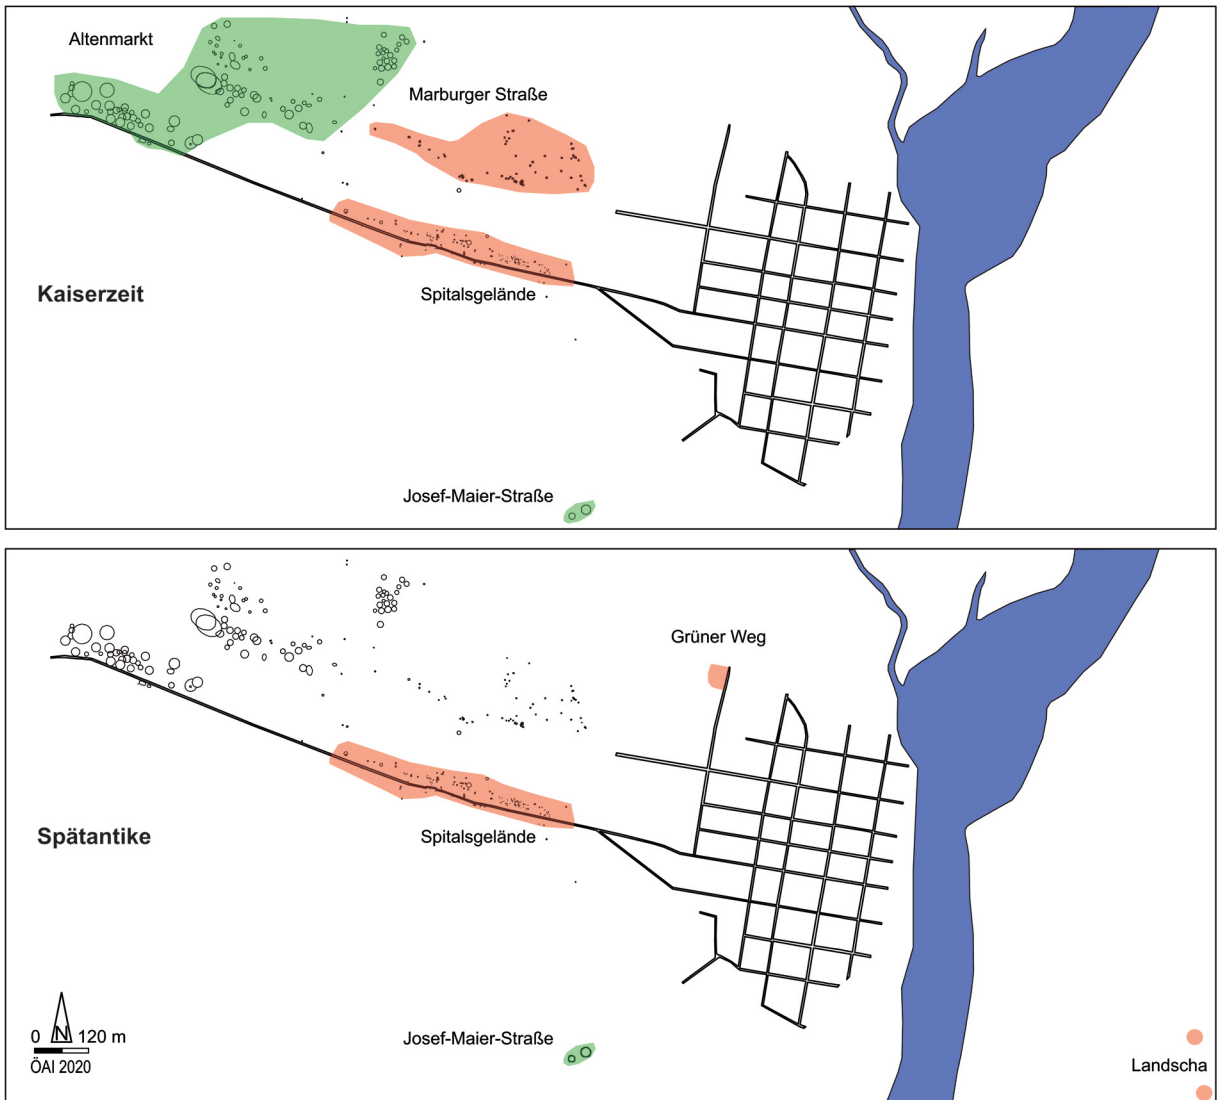 Altenmarkt
Marburger Straße
Kaiserzeit
Spitalsgelände
Josef-Maier-Straße
Grüner Weg
Spätantike
Spitalsgelände
0 N 120 m
ÖAI 2020
Josef-Maier-Straße
Landscha